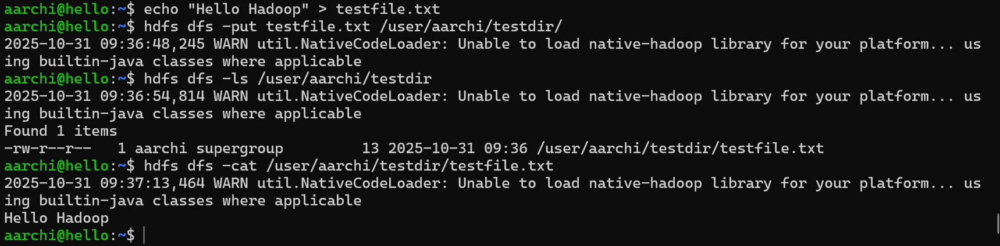 aarchi@hello:~$ echo "Hello Hadoop" > testfile.txt
aarchi@hello:~$ hdfs dfs -put testfile.txt /user/aarchi/testdir/
2025-10-31 09:36:48,245 WARN util.NativeCodeLoader: Unable to load native-hadoop library for your platform... us
ing builtin-java classes where applicable
aarchi@hello:~$ hdfs dfs -ls /user/aarchi/testdir
2025-10-31 09:36:54,814 WARN util.NativeCodeLoader: Unable to load native-hadoop library for your platform... us
ing builtin-java classes where applicable
Found 1 items
-rw-r--r--   1 aarchi supergroup         13 2025-10-31 09:36 /user/aarchi/testdir/testfile.txt
aarchi@hello:~$ hdfs dfs -cat /user/aarchi/testdir/testfile.txt
2025-10-31 09:37:13,464 WARN util.NativeCodeLoader: Unable to load native-hadoop library for your platform... us
ing builtin-java classes where applicable
Hello Hadoop
aarchi@hello:~$